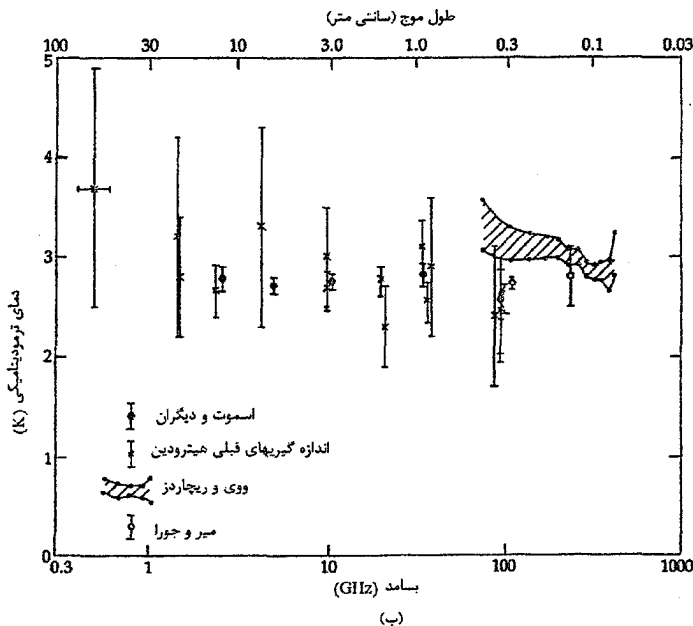 طول موج (سانتی متر)
100 30 10 3.0 1.0 0.3 0.1 0.03
5
4
3
2
1
0
دمای ترمودینامیکی (K)
اسموت و دیگران
اندازه گیریهای قبلی هیترودین
ووی و ریچاردز
میر و جورا
0.3 1 10 100 1000
بسامد (GHz)
(ب)